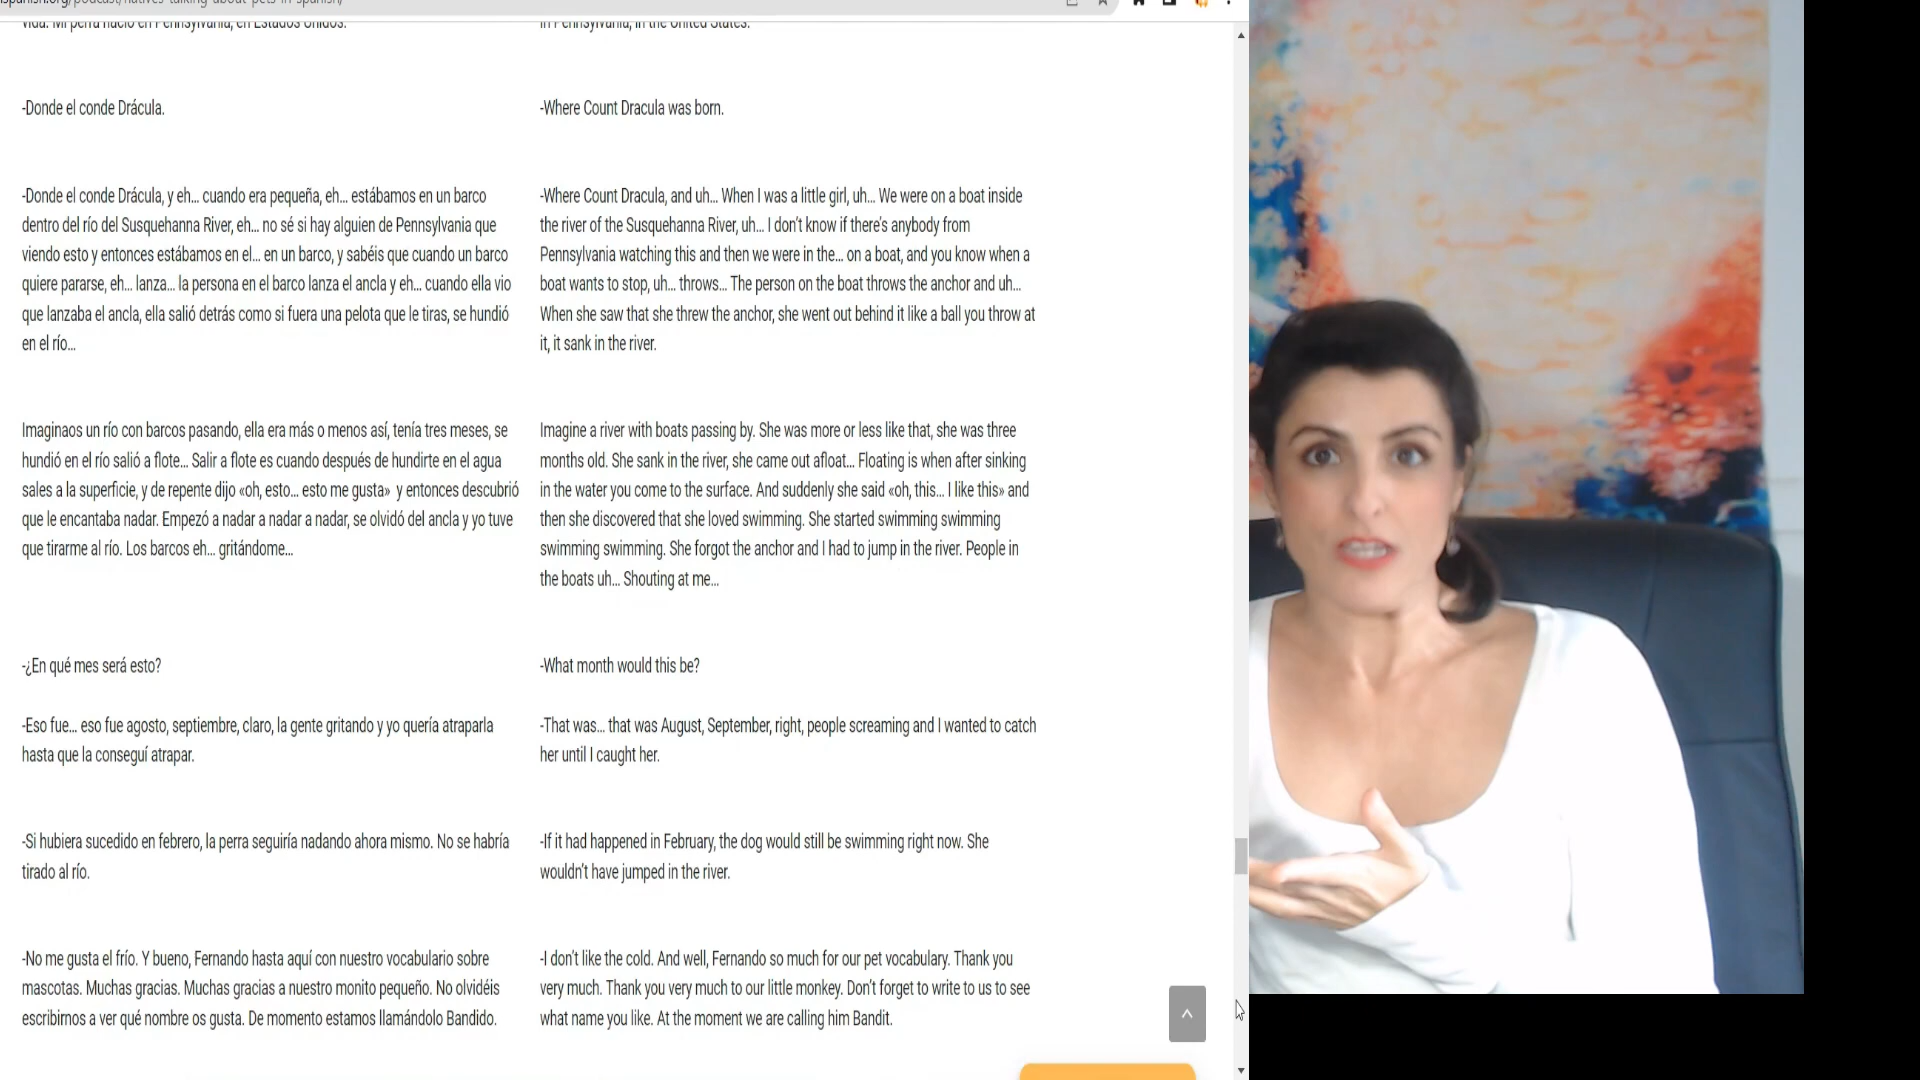 spanish.org/podcast/natives-talking-about-pets-in-spanish/
vida. Mi perra nació en Pennsylvania, en Estados Unidos.
-Donde el conde Drácula.
-Donde el conde Drácula, y eh... cuando era pequeña, eh... estábamos en un barco
dentro del río del Susquehanna River, eh... no sé si hay alguien de Pennsylvania que
viendo esto y entonces estábamos en el... en un barco, y sabéis que cuando un barco
quiere pararse, eh... lanza... la persona en el barco lanza el ancla y eh... cuando ella vio
que lanzaba el ancla, ella salió detrás como si fuera una pelota que le tiras, se hundió
en el río...
Imaginaos un río con barcos pasando, ella era más o menos así, tenía tres meses, se
hundió en el río salió a flote... Salir a flote es cuando después de hundirte en el agua
sales a la superficie, y de repente dijo «oh, esto... esto me gusta» y entonces descubrió
que le encantaba nadar. Empezó a nadar a nadar a nadar, se olvidó del ancla y yo tuve
que tirarme al río. Los barcos eh... gritándome...
-¿En qué mes será esto?
-Eso fue... eso fue agosto, septiembre, claro, la gente gritando y yo quería atraparla
hasta que la conseguí atrapar.
-Si hubiera sucedido en febrero, la perra seguiría nadando ahora mismo. No se habría
tirado al río.
-No me gusta el frío. Y bueno, Fernando hasta aquí con nuestro vocabulario sobre
mascotas. Muchas gracias. Muchas gracias a nuestro monito pequeño. No olvidéis
escribirnos a ver qué nombre os gusta. De momento estamos llamándolo Bandido.
in Pennsylvania, in the United States.
-Where Count Dracula was born.
-Where Count Dracula, and uh... When I was a little girl, uh... We were on a boat inside
the river of the Susquehanna River, uh... I don't know if there's anybody from
Pennsylvania watching this and then we were in the... on a boat, and you know when a
boat wants to stop, uh... throws... The person on the boat throws the anchor and uh...
When she saw that she threw the anchor, she went out behind it like a ball you throw at
it, it sank in the river.
Imagine a river with boats passing by. She was more or less like that, she was three
months old. She sank in the river, she came out afloat... Floating is when after sinking
in the water you come to the surface. And suddenly she said «oh, this... I like this» and
then she discovered that she loved swimming. She started swimming swimming
swimming swimming. She forgot the anchor and I had to jump in the river. People in
the boats uh... Shouting at me...
-What month would this be?
-That was... that was August, September, right, people screaming and I wanted to catch
her until I caught her.
-If it had happened in February, the dog would still be swimming right now. She
wouldn't have jumped in the river.
-I don't like the cold. And well, Fernando so much for our pet vocabulary. Thank you
very much. Thank you very much to our little monkey. Don't forget to write to us to see
what name you like. At the moment we are calling him Bandit.